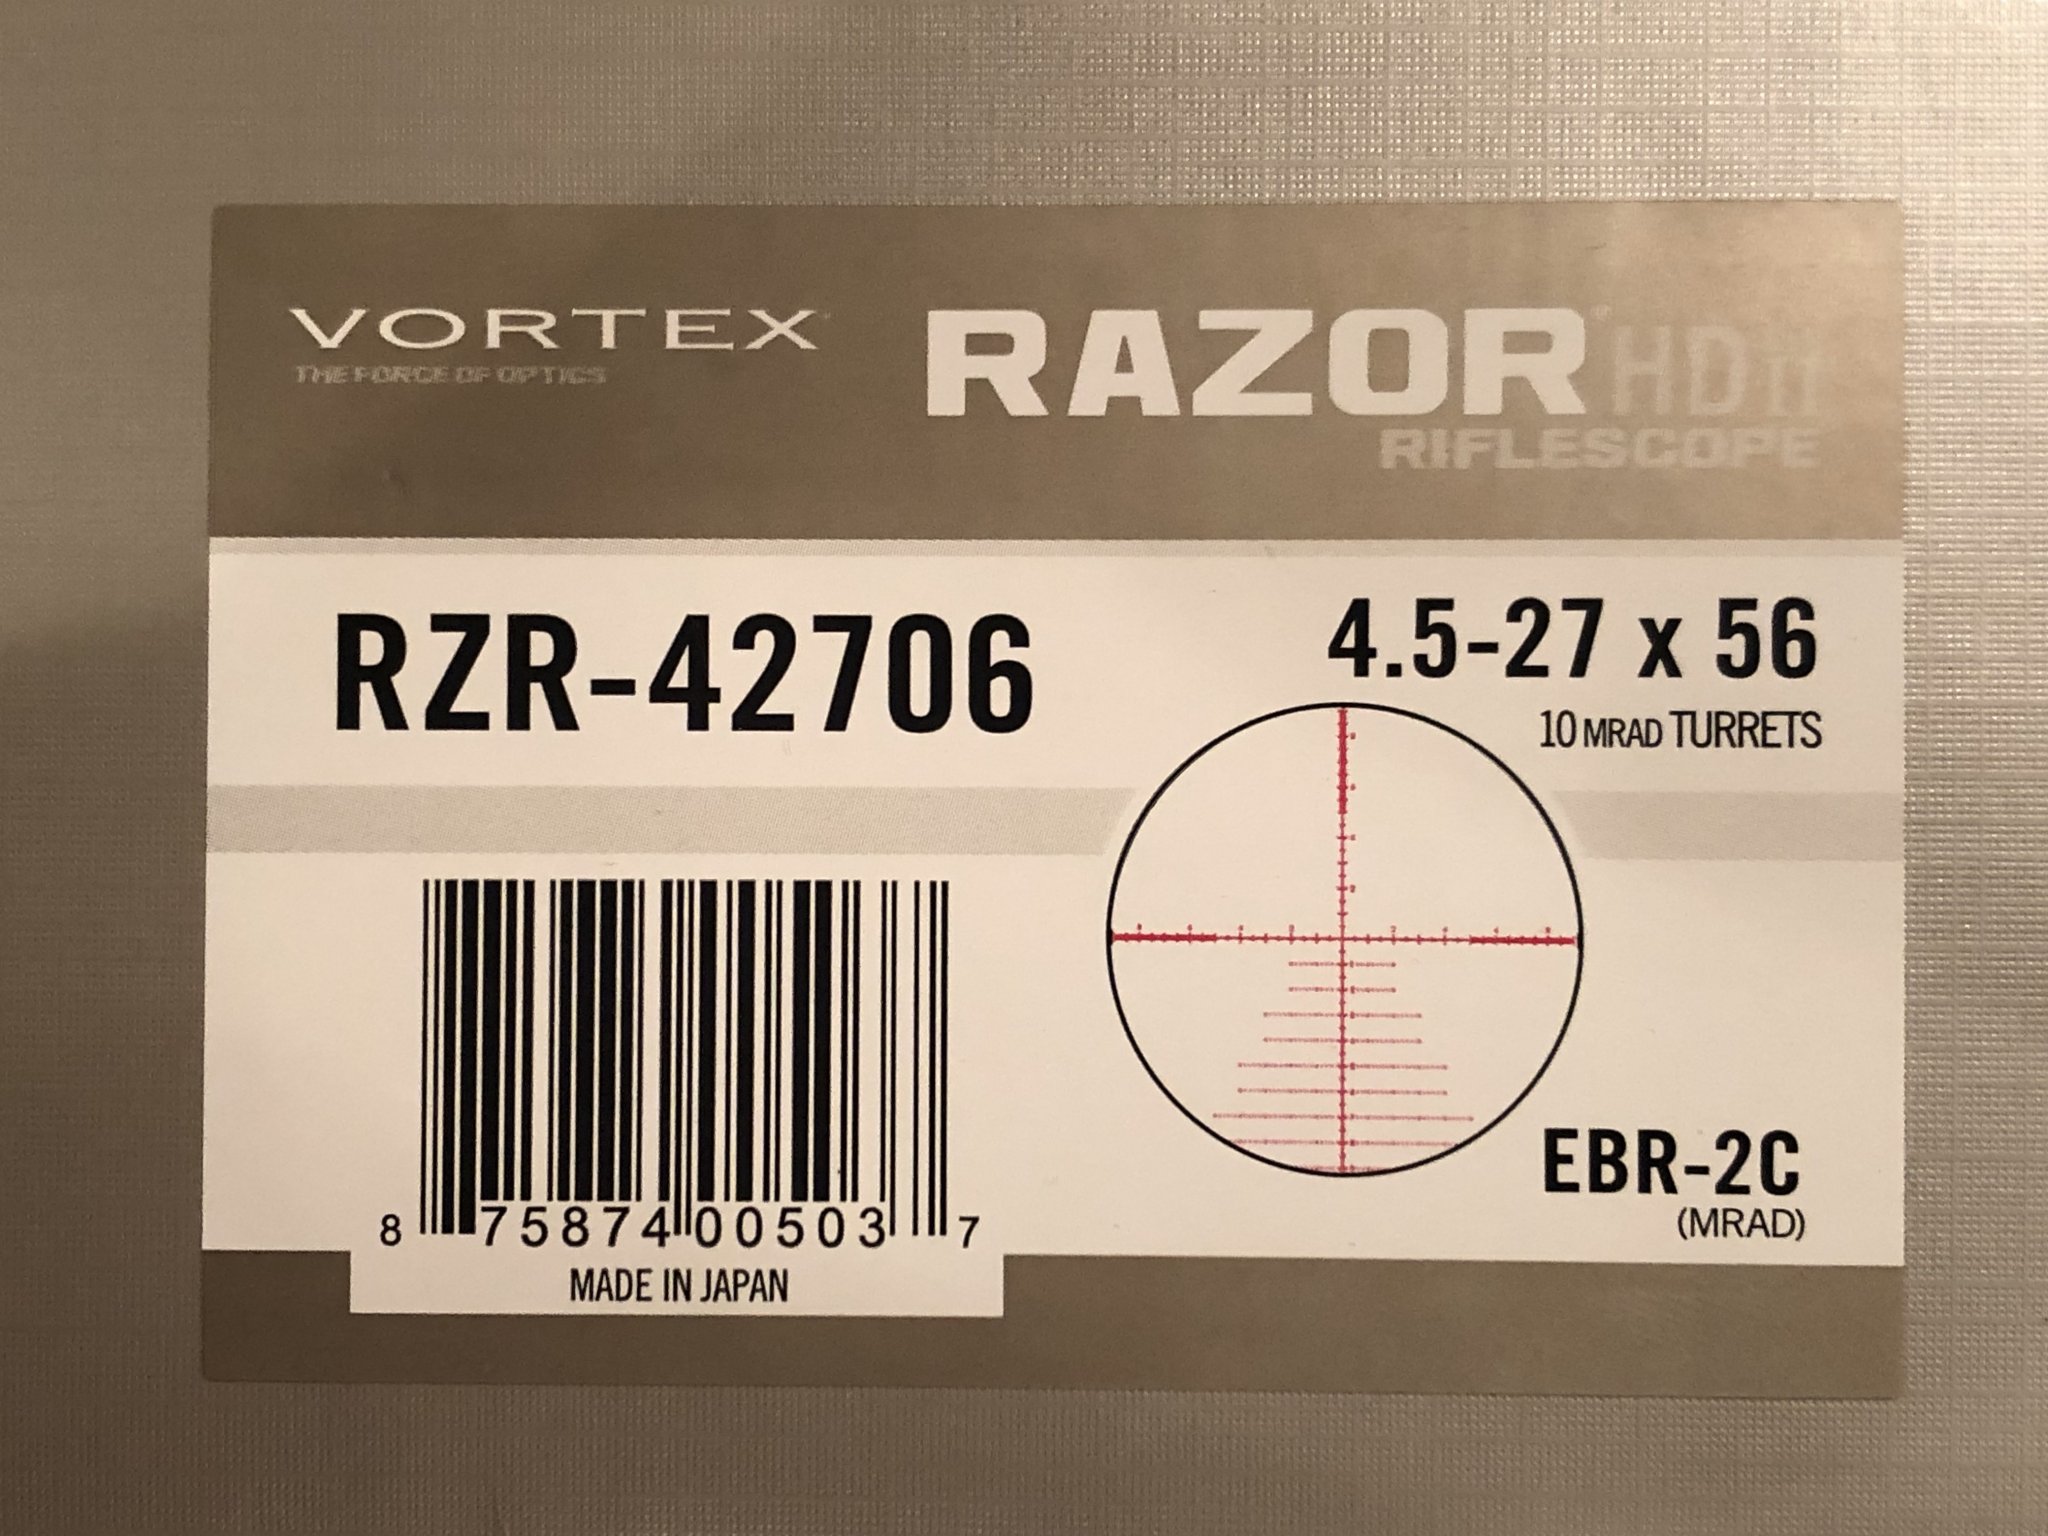 VORTEX
THE FORCE OF OPTICS
RAZOR HD II
RIFLESCOPE
RZR-42706
4.5-27 x 56
10 MRAD TURRETS
8 75874 00503 7
MADE IN JAPAN
EBR-2C
(MRAD)